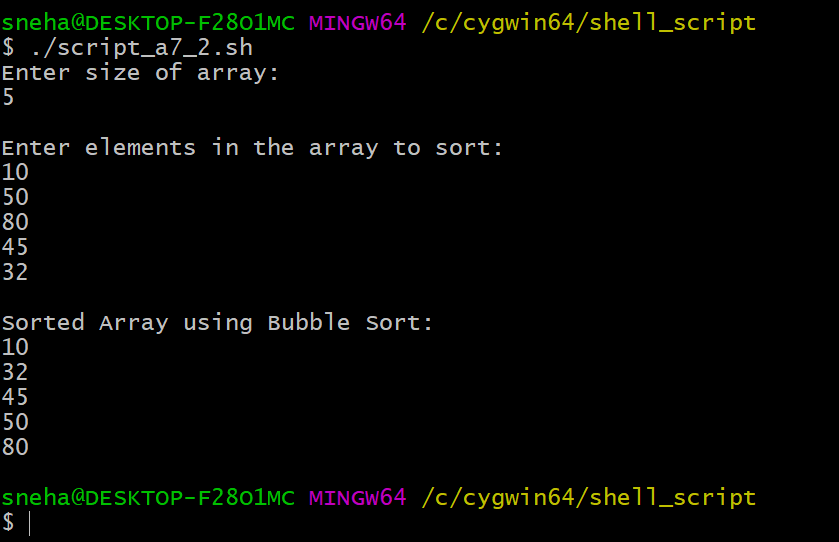 sneha@DESKTOP-F28O1MC MINGW64 /c/cygwin64/shell_script
$ ./script_a7_2.sh
Enter size of array:
5
Enter elements in the array to sort:
10
50
80
45
32
Sorted Array using Bubble Sort:
10
32
45
50
80
sneha@DESKTOP-F28O1MC MINGW64 /c/cygwin64/shell_script
$